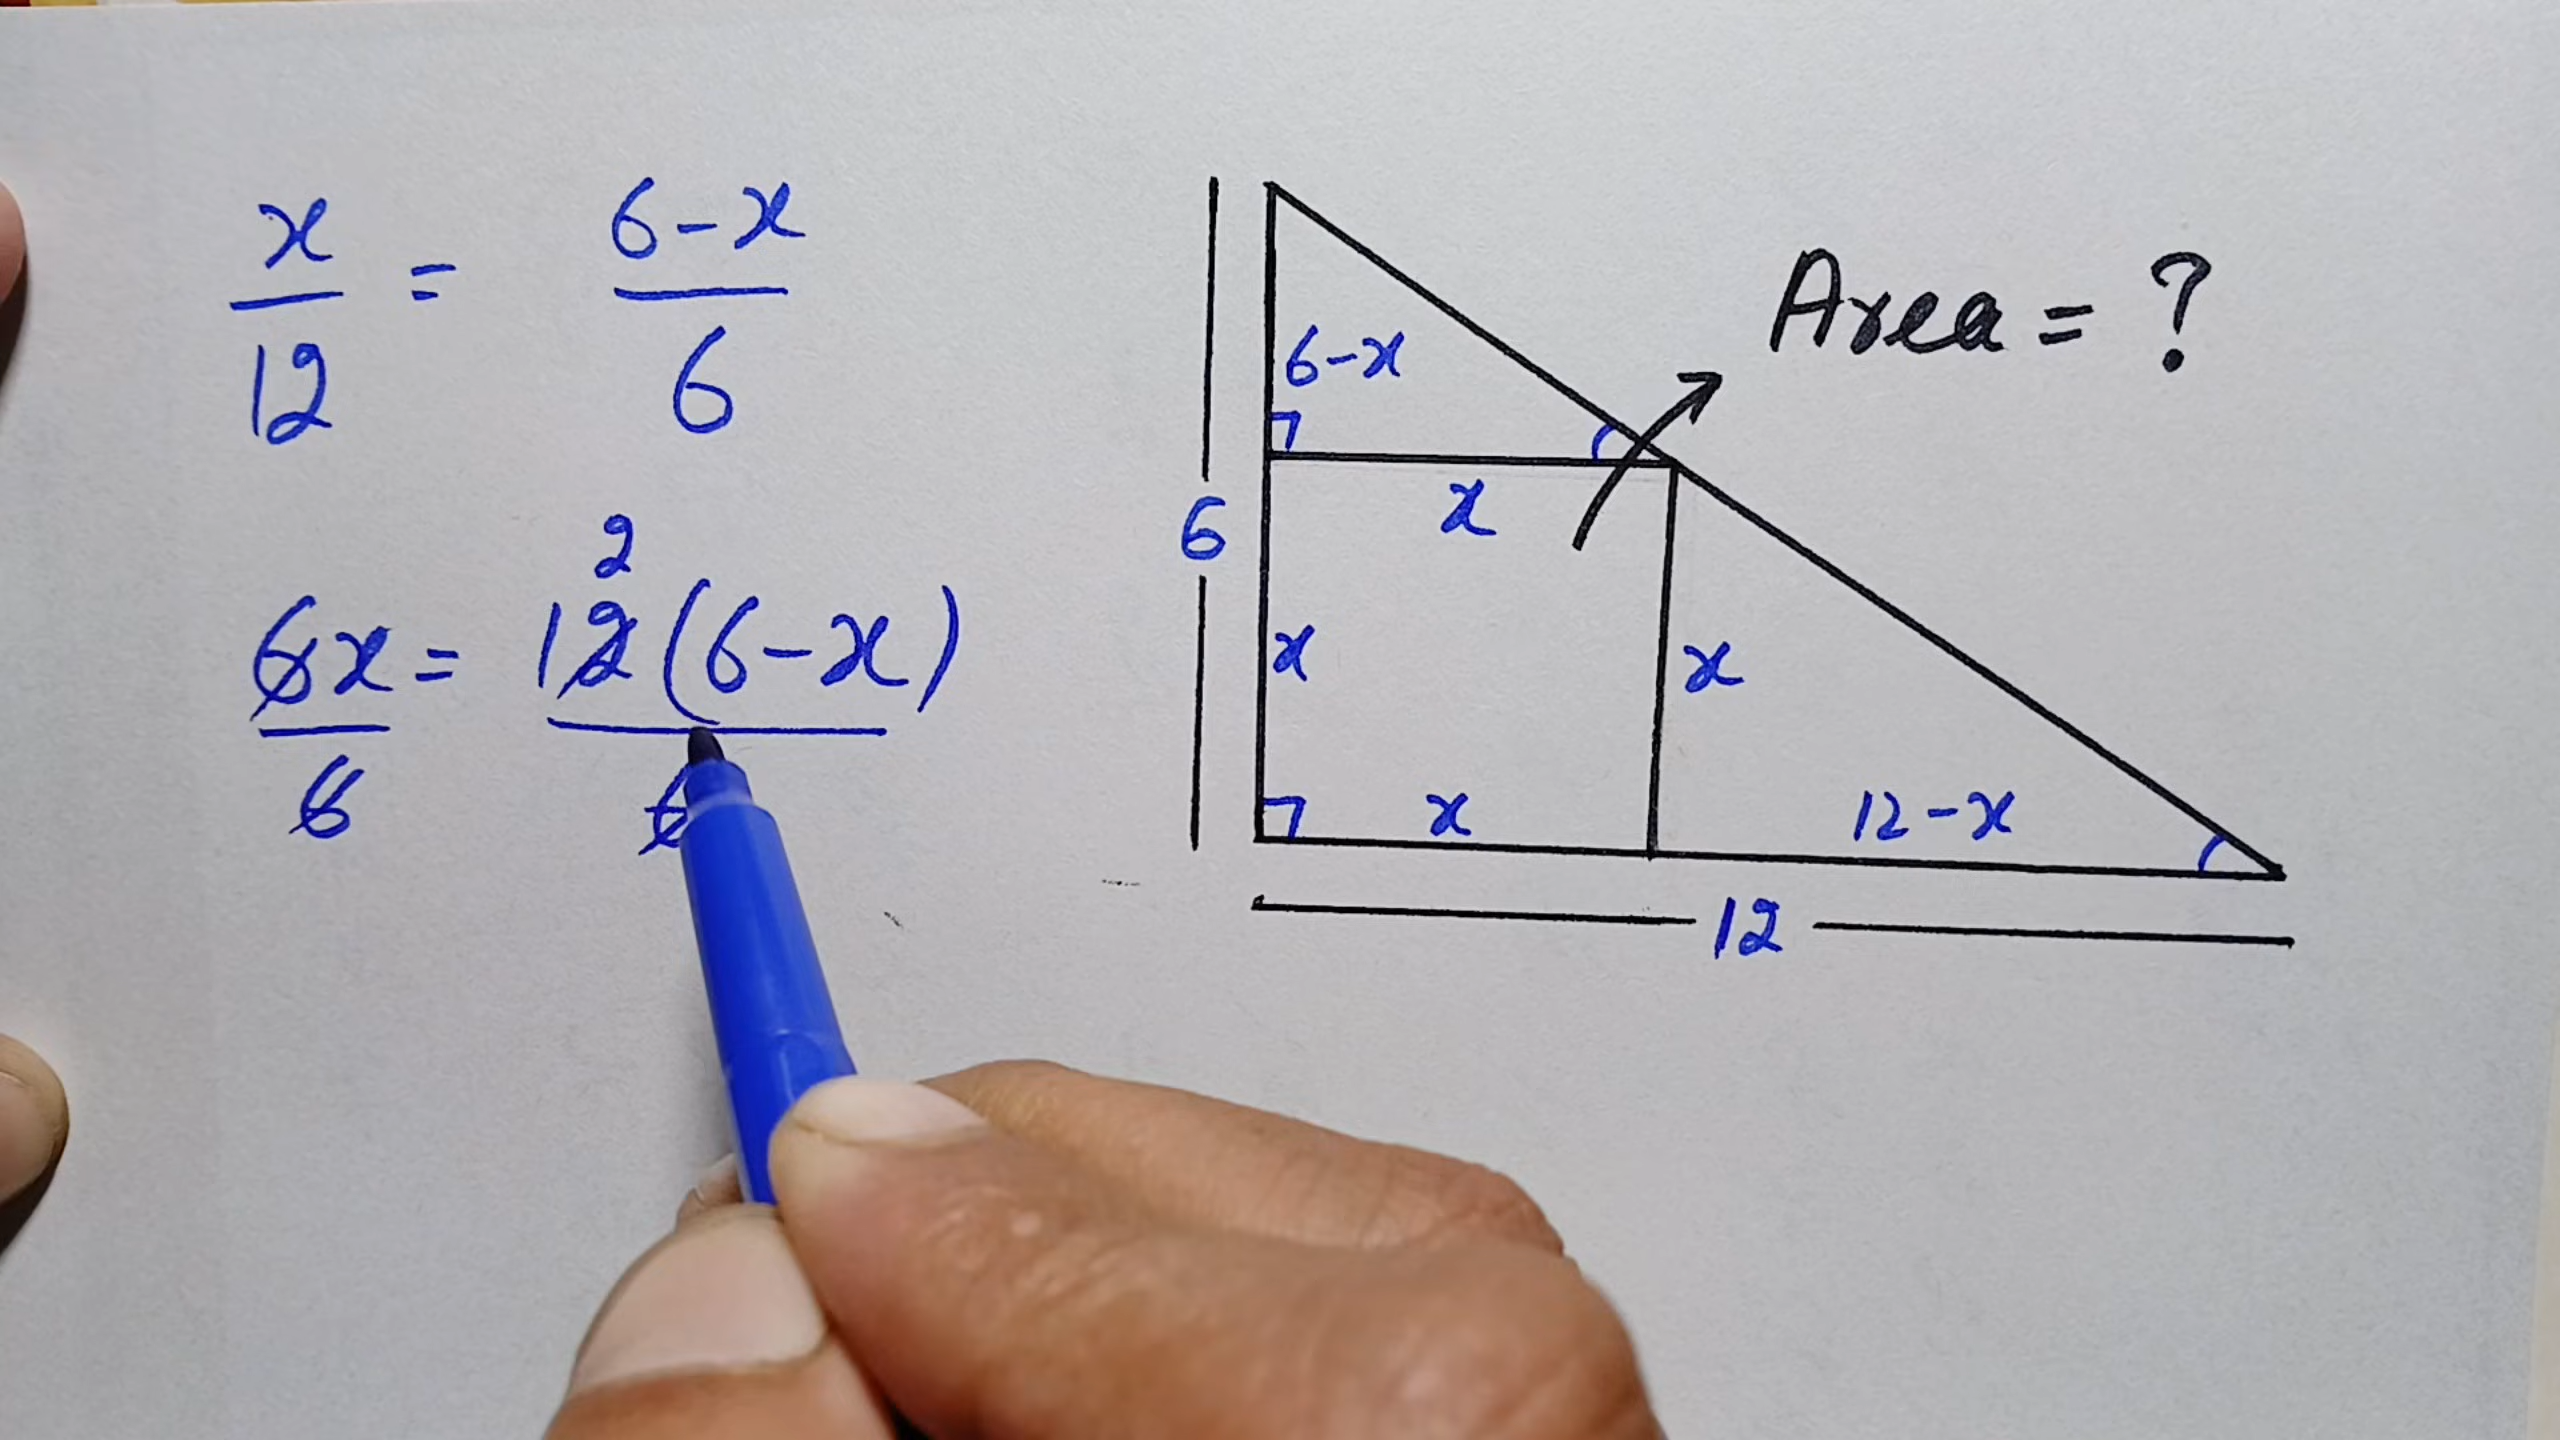 x/12 = 6-x/6
2
6x = 12(6-x)
6 6
Area = ?
6-x
x
6
x
x
x
12-x
12